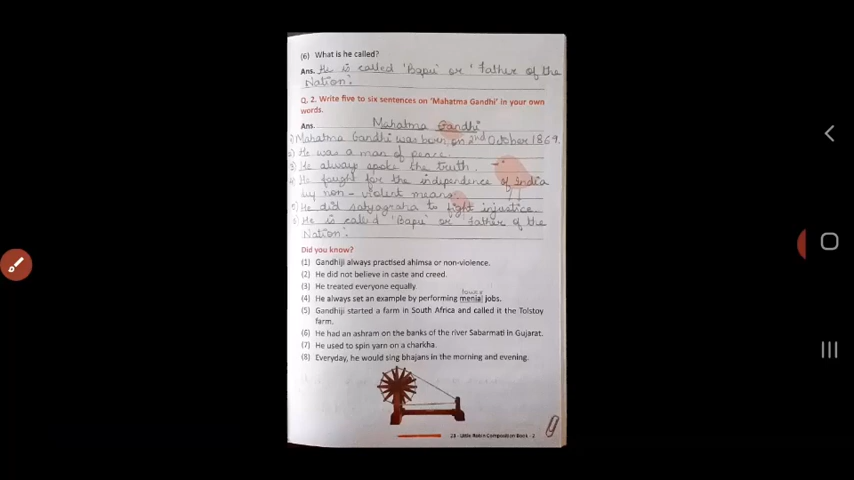 (6) What is he called?
Ans. He is called 'Bapu' or 'Father of the
Nation'.
Q. 2. Write five to six sentences on 'Mahatma Gandhi' in your own
words.
Ans. Mahatma Gandhi
1) Mahatma Gandhi was born on 2nd October 1869.
2) He was a man of peace.
3) He always spoke the truth.
4) He fought for the independence of India
by non-violent means.
5) He did satyagraha to fight injustice.
6) He is called 'Bapu' or 'Father of the
Nation'.
Did you know?
(1) Gandhiji always practised ahimsa or non-violence.
(2) He did not believe in caste and creed.
(3) He treated everyone equally.
lower
(4) He always set an example by performing menial jobs.
(5) Gandhiji started a farm in South Africa and called it the Tolstoy
farm.
(6) He had an ashram on the banks of the river Sabarmati in Gujarat.
(7) He used to spin yarn on a charkha.
(8) Everyday, he would sing bhajans in the morning and evening.
28 - Little Robin Composition Book - 2